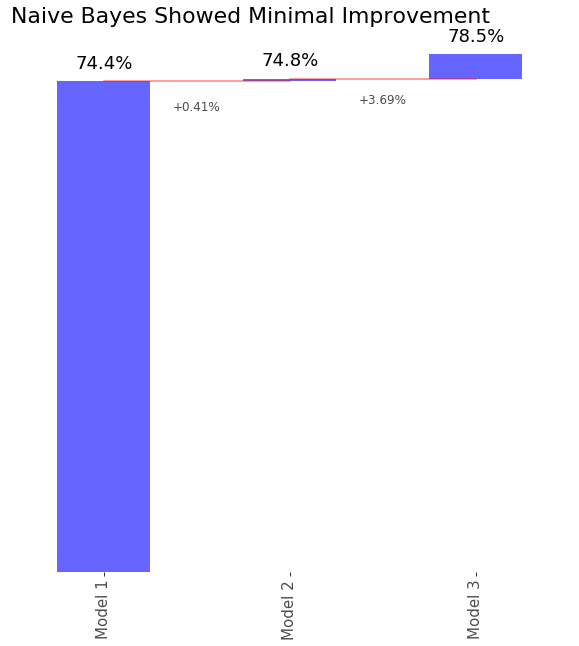 Naive Bayes Showed Minimal Improvement
74.4%
74.8%
78.5%
+0.41%
+3.69%
Model 1
Model 2
Model 3